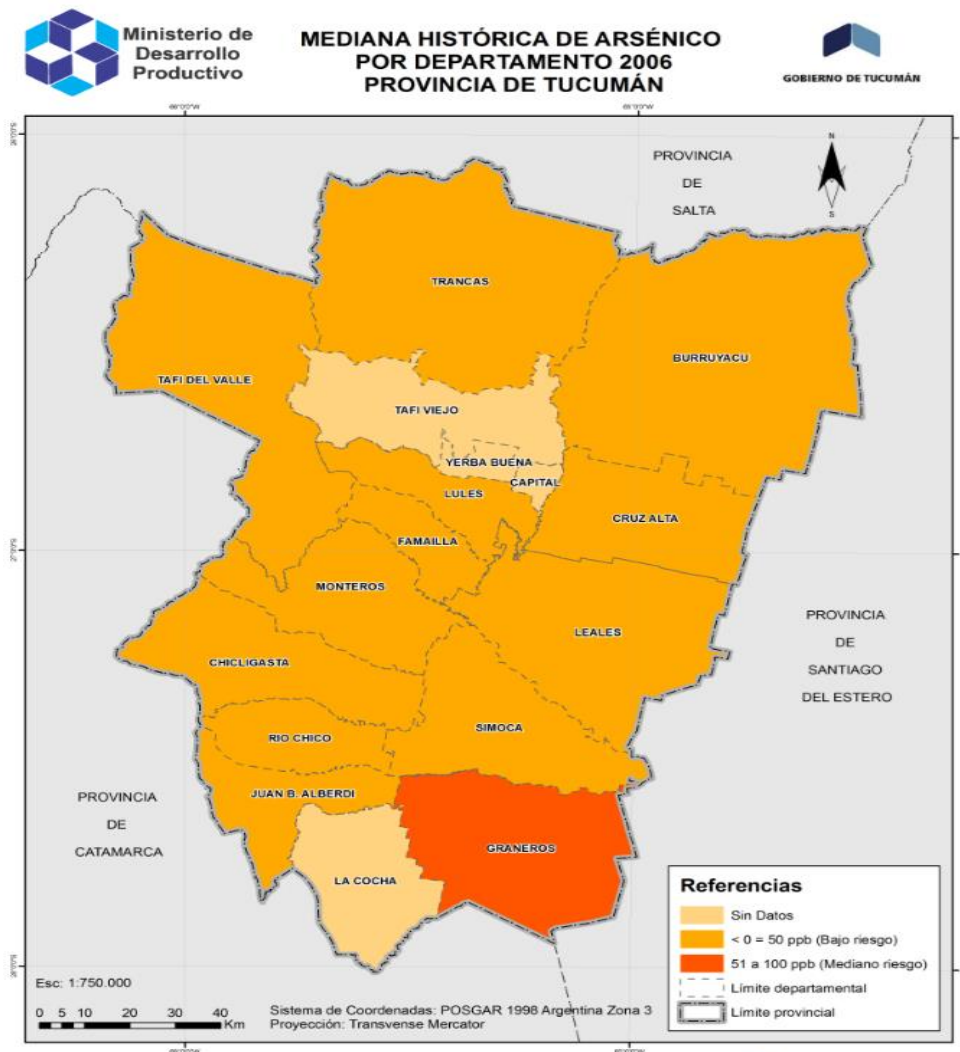 Ministerio de
Desarrollo
Productivo
MEDIANA HISTÓRICA DE ARSÉNICO
POR DEPARTAMENTO 2006
PROVINCIA DE TUCUMÁN
GOBIERNO DE TUCUMÁN
PROVINCIA
DE
SALTA
N
S
TRANCAS
BURRUYACU
TAFI DEL VALLE
TAFI VIEJO
YERBA BUENA
CAPITAL
LULES
CRUZ ALTA
FAMAILLA
MONTEROS
LEALES
PROVINCIA
DE
SANTIAGO
DEL ESTERO
CHICLIGASTA
SIMOCA
RIO CHICO
JUAN B. ALBERDI
PROVINCIA
DE
CATAMARCA
GRANEROS
LA COCHA
Referencias
Sin Datos
< 0 = 50 ppb (Bajo riesgo)
51 a 100 ppb (Mediano riesgo)
Límite departamental
Límite provincial
Esc: 1:750.000
0 5 10 20 30 40
Km
Sistema de Coordenadas: POSGAR 1998 Argentina Zona 3
Proyección: Transvense Mercator